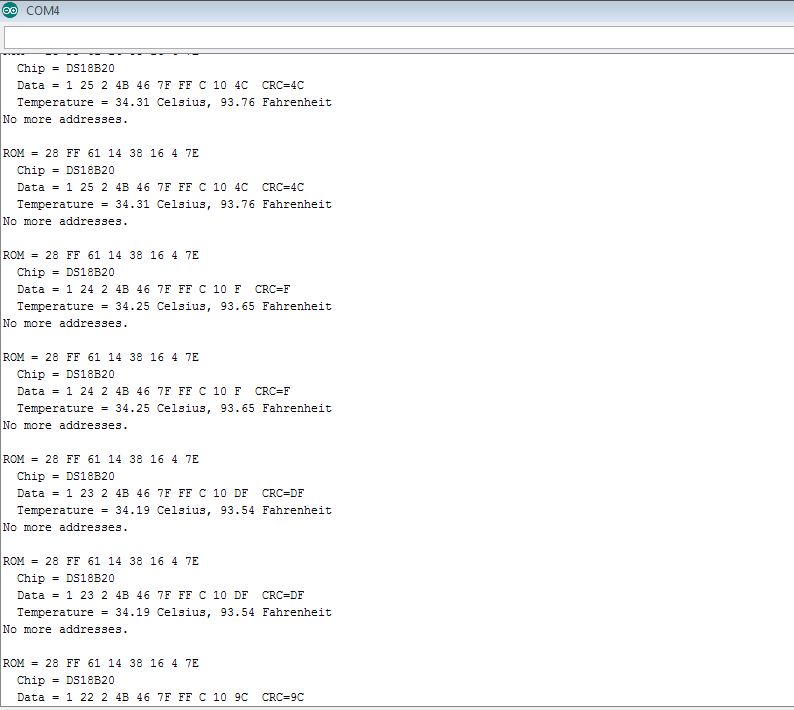 COM4
Chip = DS18B20
Data = 1 25 2 4B 46 7F FF C 10 4C  CRC=4C
Temperature = 34.31 Celsius, 93.76 Fahrenheit
No more addresses.
ROM = 28 FF 61 14 38 16 4 7E
Chip = DS18B20
Data = 1 25 2 4B 46 7F FF C 10 4C  CRC=4C
Temperature = 34.31 Celsius, 93.76 Fahrenheit
No more addresses.
ROM = 28 FF 61 14 38 16 4 7E
Chip = DS18B20
Data = 1 24 2 4B 46 7F FF C 10 F  CRC=F
Temperature = 34.25 Celsius, 93.65 Fahrenheit
No more addresses.
ROM = 28 FF 61 14 38 16 4 7E
Chip = DS18B20
Data = 1 24 2 4B 46 7F FF C 10 F  CRC=F
Temperature = 34.25 Celsius, 93.65 Fahrenheit
No more addresses.
ROM = 28 FF 61 14 38 16 4 7E
Chip = DS18B20
Data = 1 23 2 4B 46 7F FF C 10 DF  CRC=DF
Temperature = 34.19 Celsius, 93.54 Fahrenheit
No more addresses.
ROM = 28 FF 61 14 38 16 4 7E
Chip = DS18B20
Data = 1 23 2 4B 46 7F FF C 10 DF  CRC=DF
Temperature = 34.19 Celsius, 93.54 Fahrenheit
No more addresses.
ROM = 28 FF 61 14 38 16 4 7E
Chip = DS18B20
Data = 1 22 2 4B 46 7F FF C 10 9C  CRC=9C